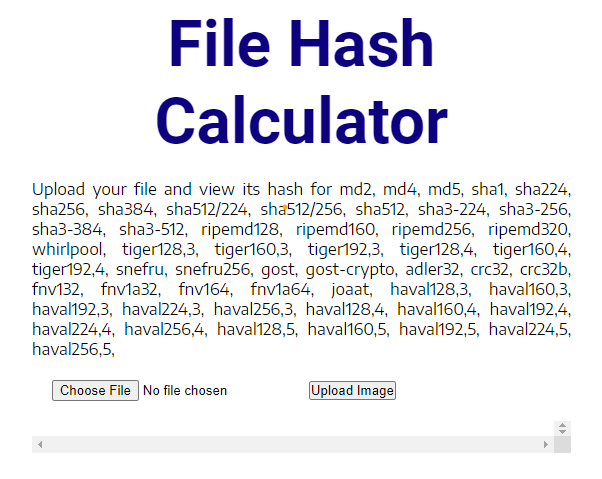 File Hash
Calculator
Upload your file and view its hash for md2, md4, md5, sha1, sha224,
sha256, sha384, sha512/224, sha512/256, sha512, sha3-224, sha3-256,
sha3-384, sha3-512, ripemd128, ripemd160, ripemd256, ripemd320,
whirlpool, tiger128,3, tiger160,3, tiger192,3, tiger128,4, tiger160,4,
tiger192,4, snefru, snefru256, gost, gost-crypto, adler32, crc32, crc32b,
fnv132, fnv1a32, fnv164, fnv1a64, joaat, haval128,3, haval160,3,
haval192,3, haval224,3, haval256,3, haval128,4, haval160,4, haval192,4,
haval224,4, haval256,4, haval128,5, haval160,5, haval192,5, haval224,5,
haval256,5,
Choose File No file chosen Upload Image